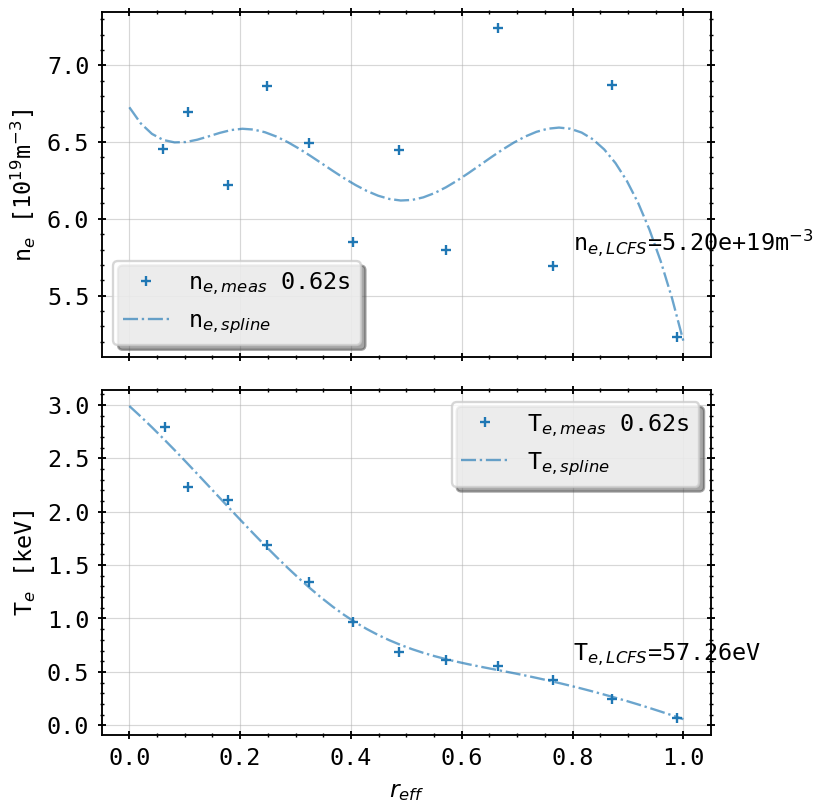 7.0
6.5
6.0
5.5
n_e [10^19 m^−3]
n_e,LCFS=5.20e+19m^−3
n_e,meas 0.62s
n_e,spline
3.0
2.5
2.0
1.5
1.0
0.5
0.0
T_e [keV]
T_e,meas 0.62s
T_e,spline
T_e,LCFS=57.26eV
0.0 0.2 0.4 0.6 0.8 1.0
r_eff